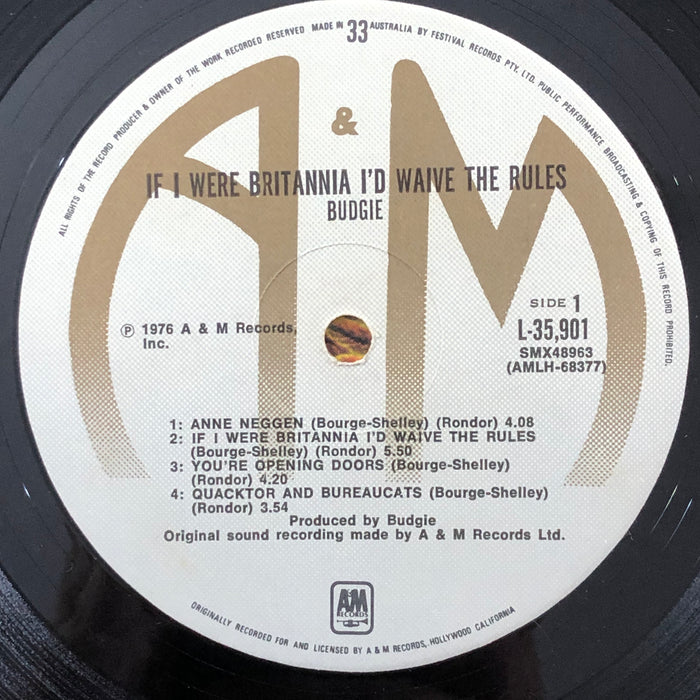 ALL RIGHTS OF THE RECORD PRODUCER & OWNER OF THE WORK RECORDED RESERVED MADE IN 33 AUSTRALIA BY FESTIVAL RECORDS PTY. LTD. PUBLIC PERFORMANCE BROADCASTING & COPYING OF THIS RECORD PROHIBITED.
A&M
IF I WERE BRITANNIA I'D WAIVE THE RULES
BUDGIE
SIDE 1
L-35,901
SMX48963
(AMLH-68377)
Ⓟ 1976 A & M Records,
Inc.
1: ANNE NEGGEN (Bourge-Shelley) (Rondor) 4.08
2: IF I WERE BRITANNIA I'D WAIVE THE RULES
(Bourge-Shelley) (Rondor) 5.50
3: YOU'RE OPENING DOORS (Bourge-Shelley)
(Rondor) 4.20
4: QUACKTOR AND BUREAUCATS (Bourge-Shelley)
(Rondor) 3.54
Produced by Budgie
Original sound recording made by A & M Records Ltd.
A&M
RECORDS
ORIGINALLY RECORDED FOR AND LICENSED BY A & M RECORDS, HOLLYWOOD CALIFORNIA